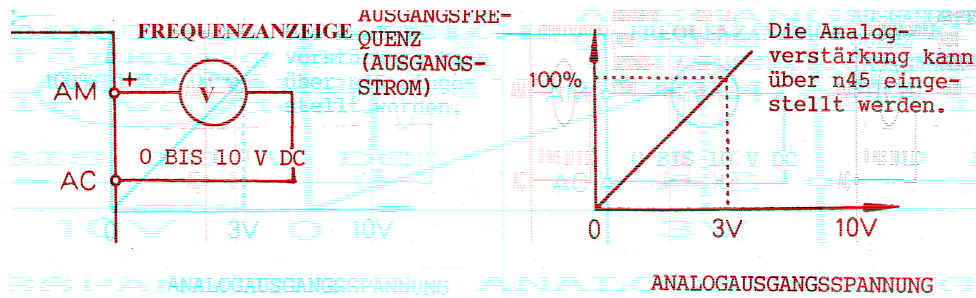 FREQUENZANZEIGE
AM
+
V
0 BIS 10 V DC
AC
AUSGANGSFRE-
QUENZ
(AUSGANGS-
STROM)
100%
0
3V
10V
ANALOGAUSGANGSSPANNUNG
Die Analog-
verstärkung kann
über n45 einge-
stellt werden.